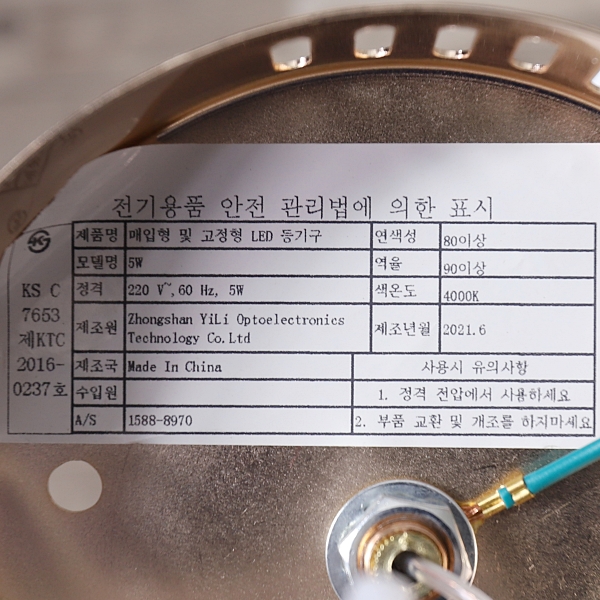 전기용품 안전 관리법에 의한 표시
KS C
7653
제KTC
2016-
0237호
제품명 매입형 및 고정형 LED 등기구 연색성 80이상
모델명 5W 역율 90이상
정격 220 V~, 60 Hz, 5W 색온도 4000K
제조원 Zhongshan YiLi Optoelectronics
Technology Co.Ltd 제조년월 2021.6
제조국 Made In China 사용시 유의사항
수입원 1. 정격 전압에서 사용하세요
A/S 1588-8970 2. 부품 교환 및 개조를 하지마세요